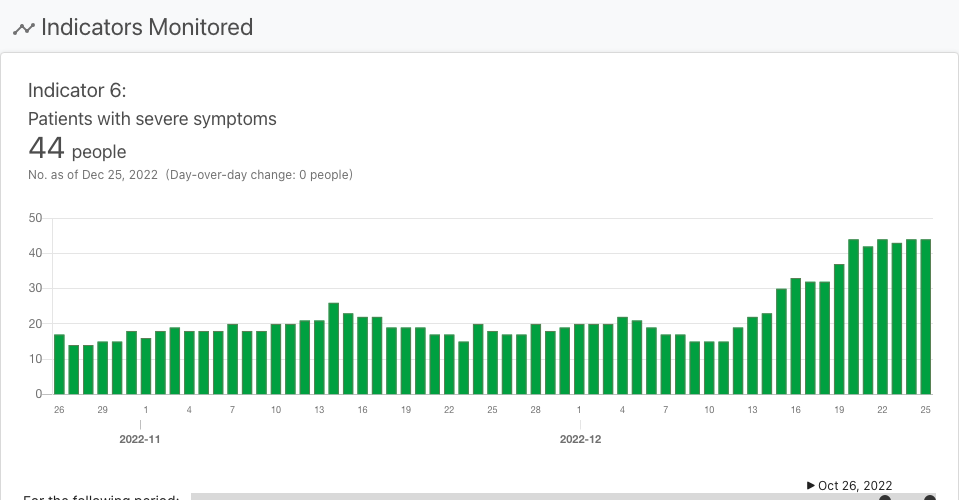 Indicators Monitored
Indicator 6:
Patients with severe symptoms
44 people
No. as of Dec 25, 2022 (Day-over-day change: 0 people)
50
40
30
20
10
0
26 29 1 4 7 10 13 16 19 22 25 28 1 4 7 10 13 16 19 22 25
2022-11 2022-12
▶ Oct 26, 2022
For the following period: